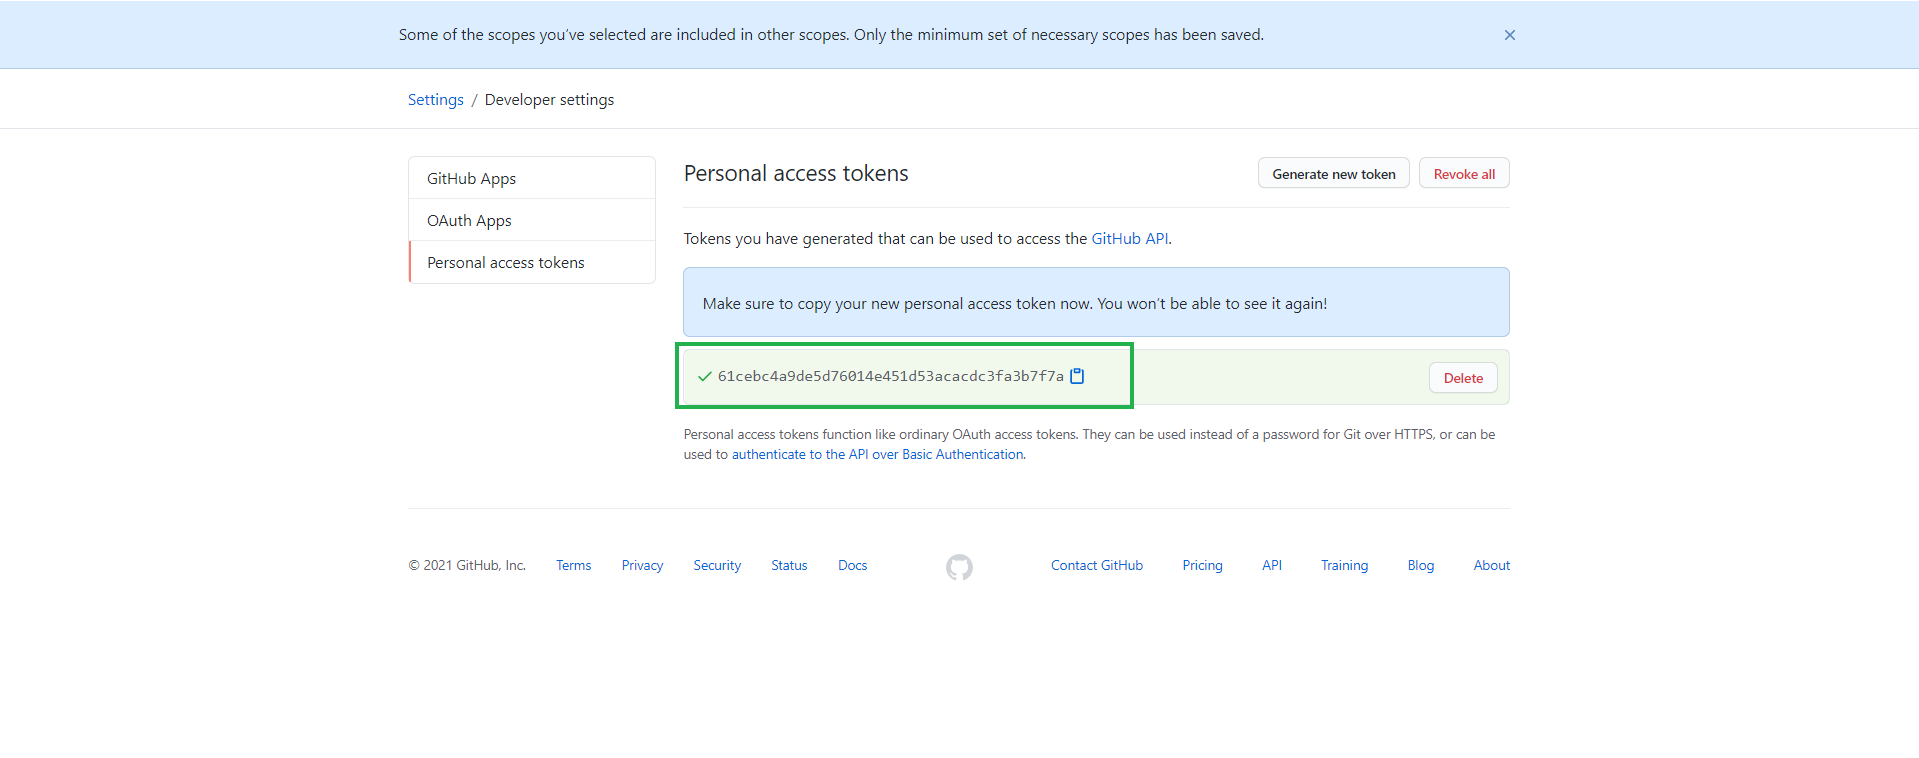 Some of the scopes you've selected are included in other scopes. Only the minimum set of necessary scopes has been saved.
Settings / Developer settings
GitHub Apps
OAuth Apps
Personal access tokens
Personal access tokens
Generate new token
Revoke all
Tokens you have generated that can be used to access the GitHub API.
Make sure to copy your new personal access token now. You won't be able to see it again!
61cebc4a9de5d76014e451d53acacdc3fa3b7f7a
Delete
Personal access tokens function like ordinary OAuth access tokens. They can be used instead of a password for Git over HTTPS, or can be
used to authenticate to the API over Basic Authentication.
© 2021 GitHub, Inc. Terms Privacy Security Status Docs Contact GitHub Pricing API Training Blog About